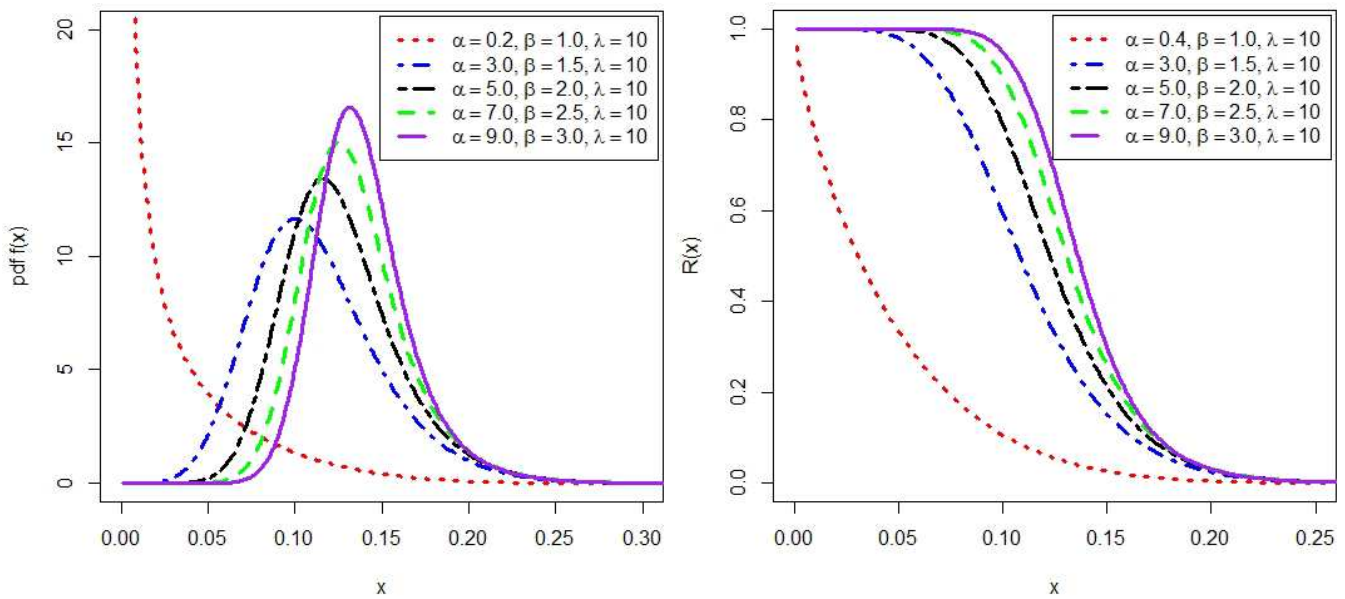 20
15
10
5
0
pdf f(x)
α = 0.2, β = 1.0, λ = 10
α = 3.0, β = 1.5, λ = 10
α = 5.0, β = 2.0, λ = 10
α = 7.0, β = 2.5, λ = 10
α = 9.0, β = 3.0, λ = 10
0.00 0.05 0.10 0.15 0.20 0.25 0.30
x
1.0
0.8
0.6
0.4
0.2
0.0
R(x)
α = 0.4, β = 1.0, λ = 10
α = 3.0, β = 1.5, λ = 10
α = 5.0, β = 2.0, λ = 10
α = 7.0, β = 2.5, λ = 10
α = 9.0, β = 3.0, λ = 10
0.00 0.05 0.10 0.15 0.20 0.25
x